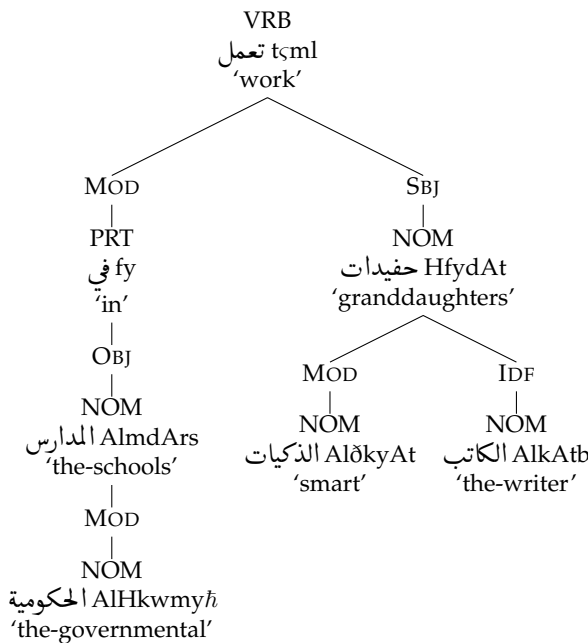 VRB
تعمل tςml
‘work’
MOD
SBJ
PRT
في fy
‘in’
NOM
حفيدات HfydAt
‘granddaughters’
OBJ
MOD
IDF
NOM
المدارس AlmdArs
‘the-schools’
NOM
الذكيات AlðkyAt
‘smart’
NOM
الكاتب AlkAtb
‘the-writer’
MOD
NOM
الحكومية AlHkwmyħ
‘the-governmental’